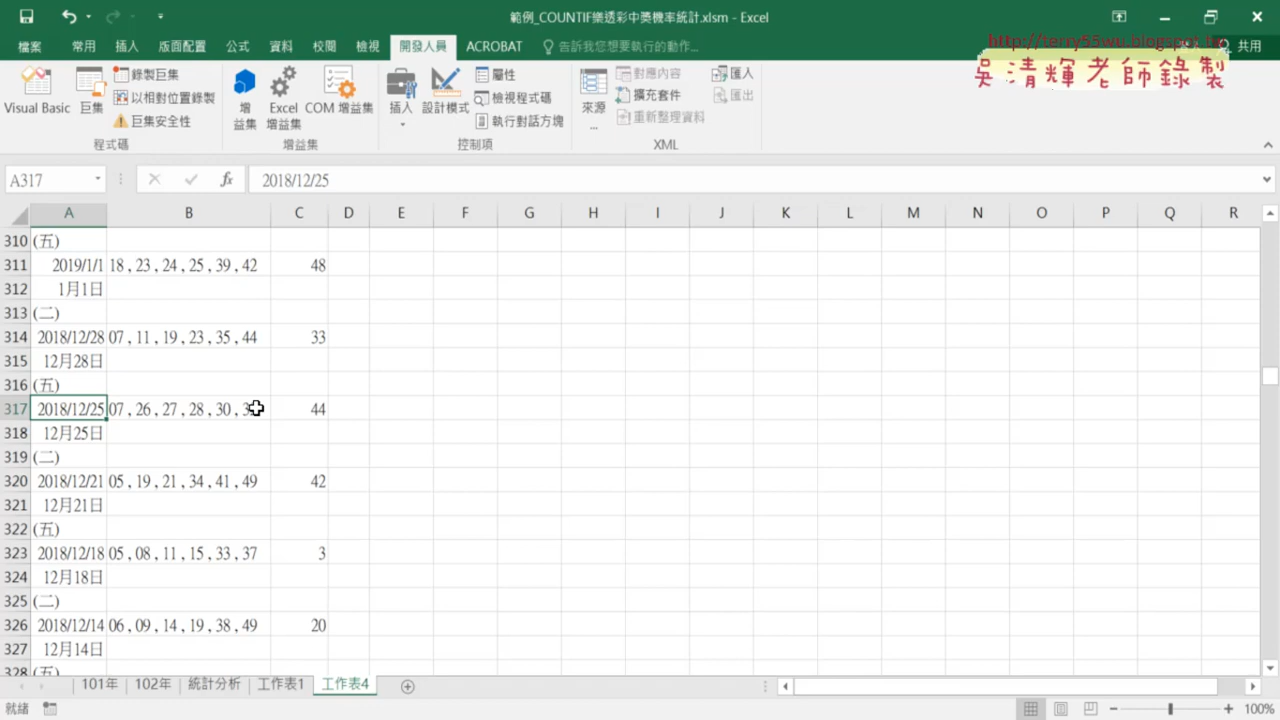 範例_COUNTIF樂透彩中獎機率統計.xlsm - Excel
檔案 常用 插入 版面配置 公式 資料 校閱 檢視 開發人員 ACROBAT 告訴我您想要執行的動作... 共用
http://terry55wu.blogspot.tw
吳清輝老師錄製
Visual Basic 巨集 錄製巨集 以相對位置錄製 巨集安全性 程式碼
增益集 Excel 增益集 COM 增益集 增益集
插入 設計模式 屬性 檢視程式碼 執行對話方塊 控制項
來源... 對應內容 擴充套件 重新整理資料 匯入 匯出 XML
A317 fx 2018/12/25
A B C D E F G H I J K L M N O P Q R
310 (五)
311 2019/1/1 18 , 23 , 24 , 25 , 39 , 42 48
312 1月1日
313 (二)
314 2018/12/28 07 , 11 , 19 , 23 , 35 , 44 33
315 12月28日
316 (五)
317 2018/12/25 07 , 26 , 27 , 28 , 30 , 44
318 12月25日
319 (二)
320 2018/12/21 05 , 19 , 21 , 34 , 41 , 49 42
321 12月21日
322 (五)
323 2018/12/18 05 , 08 , 11 , 15 , 33 , 37 3
324 12月18日
325 (二)
326 2018/12/14 06 , 09 , 14 , 19 , 38 , 49 20
327 12月14日
328 (五)
101年 102年 統計分析 工作表1 工作表4
就緒 100%